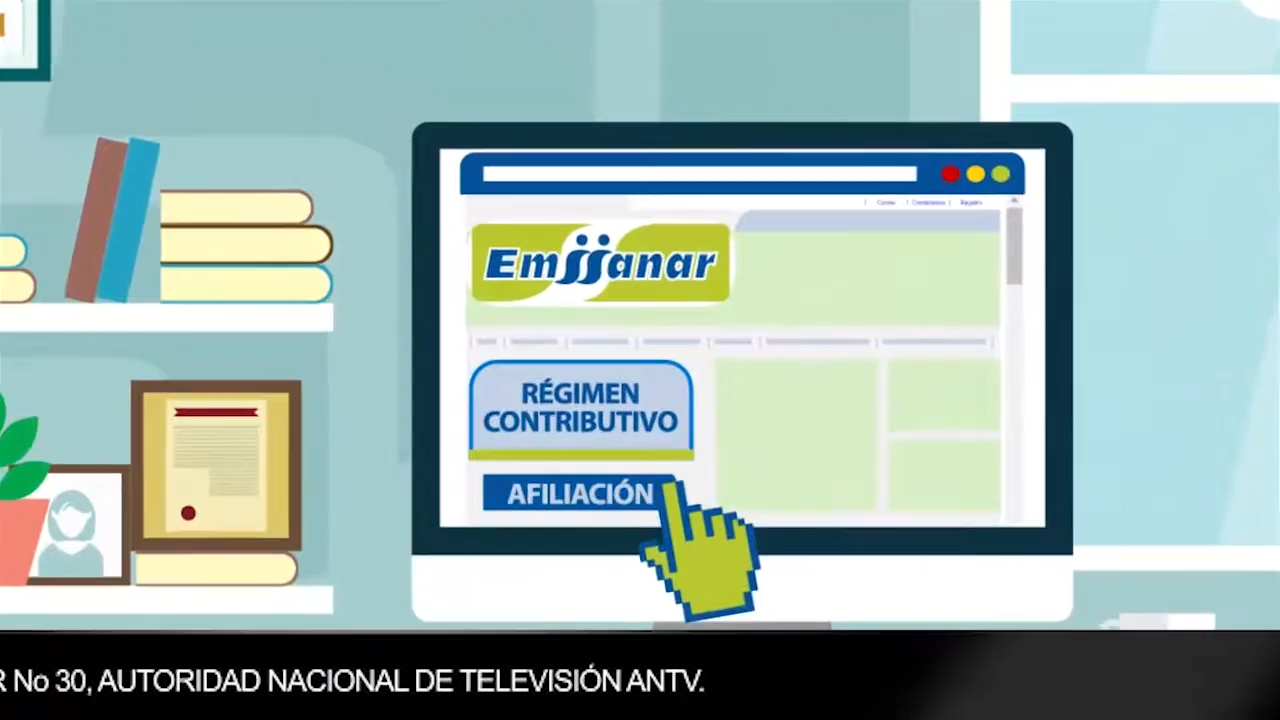 Emssanar
RÉGIMEN
CONTRIBUTIVO
AFILIACIÓN
R No 30, AUTORIDAD NACIONAL DE TELEVISIÓN ANTV.